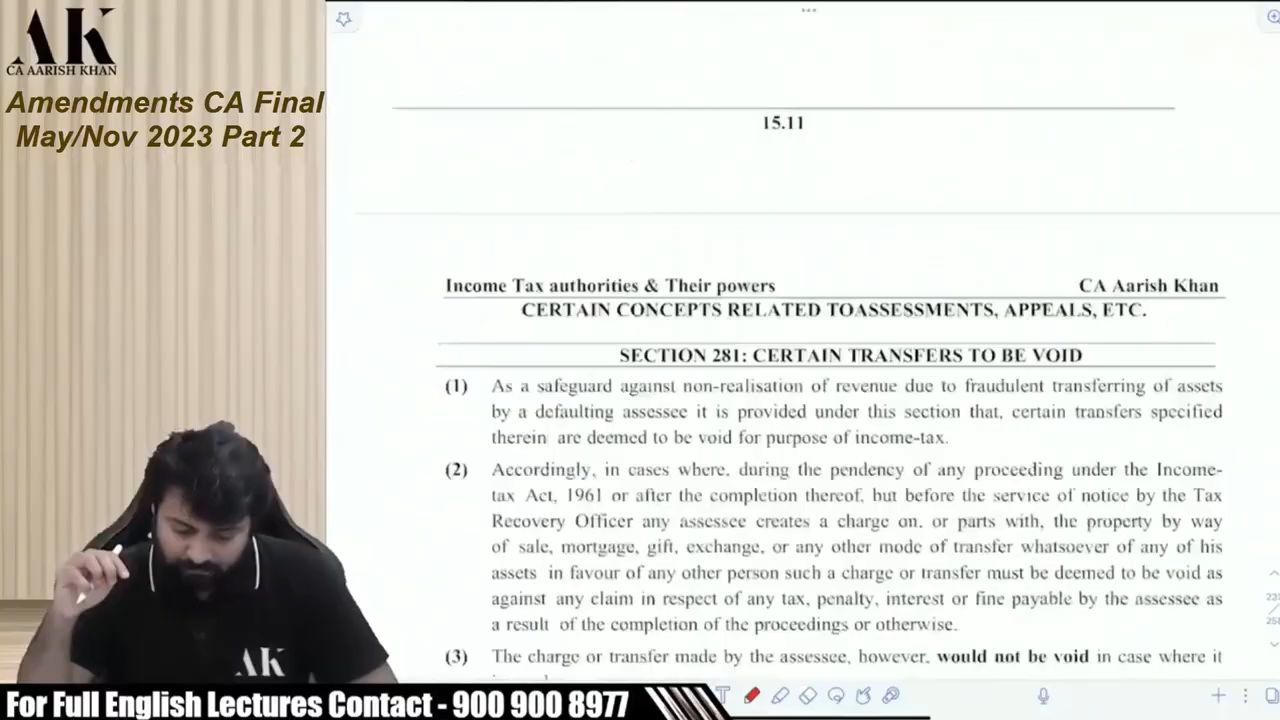 AK
CA AARISH KHAN
Amendments CA Final
May/Nov 2023 Part 2
15.11
Income Tax authorities & Their powers CA Aarish Khan
CERTAIN CONCEPTS RELATED TOASSESSMENTS, APPEALS, ETC.
SECTION 281: CERTAIN TRANSFERS TO BE VOID
(1) As a safeguard against non-realisation of revenue due to fraudulent transferring of assets
by a defaulting assessee it is provided under this section that, certain transfers specified
therein are deemed to be void for purpose of income-tax.
(2) Accordingly, in cases where, during the pendency of any proceeding under the Income-
tax Act, 1961 or after the completion thereof, but before the service of notice by the Tax
Recovery Officer any assessee creates a charge on, or parts with, the property by way
of sale, mortgage, gift, exchange, or any other mode of transfer whatsoever of any of his
assets in favour of any other person such a charge or transfer must be deemed to be void as
against any claim in respect of any tax, penalty, interest or fine payable by the assessee as
a result of the completion of the proceedings or otherwise.
(3) The charge or transfer made by the assessee, however, would not be void in case where it
AK
For Full English Lectures Contact - 900 900 8977